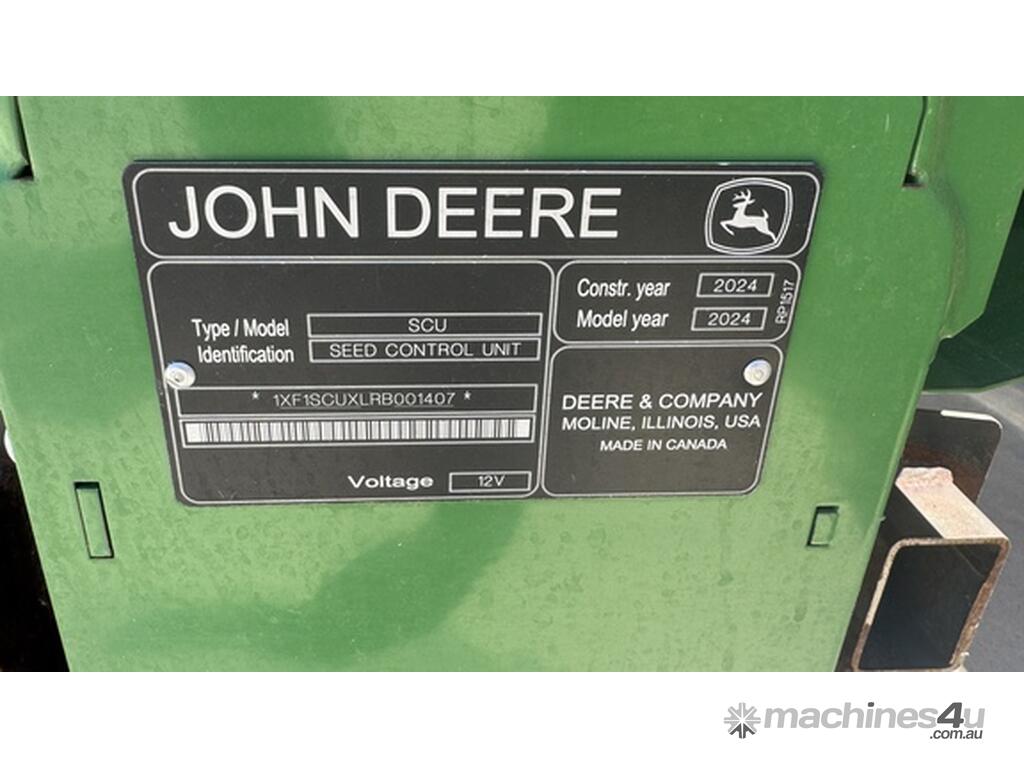 JOHN DEERE
Type / Model SCU
Identification SEED CONTROL UNIT
* 1XF1SCUXLRB001407 *
Voltage 12V
Constr. year 2024
Model year 2024
RP1517
DEERE & COMPANY
MOLINE, ILLINOIS, USA
MADE IN CANADA
machines4u
.com.au